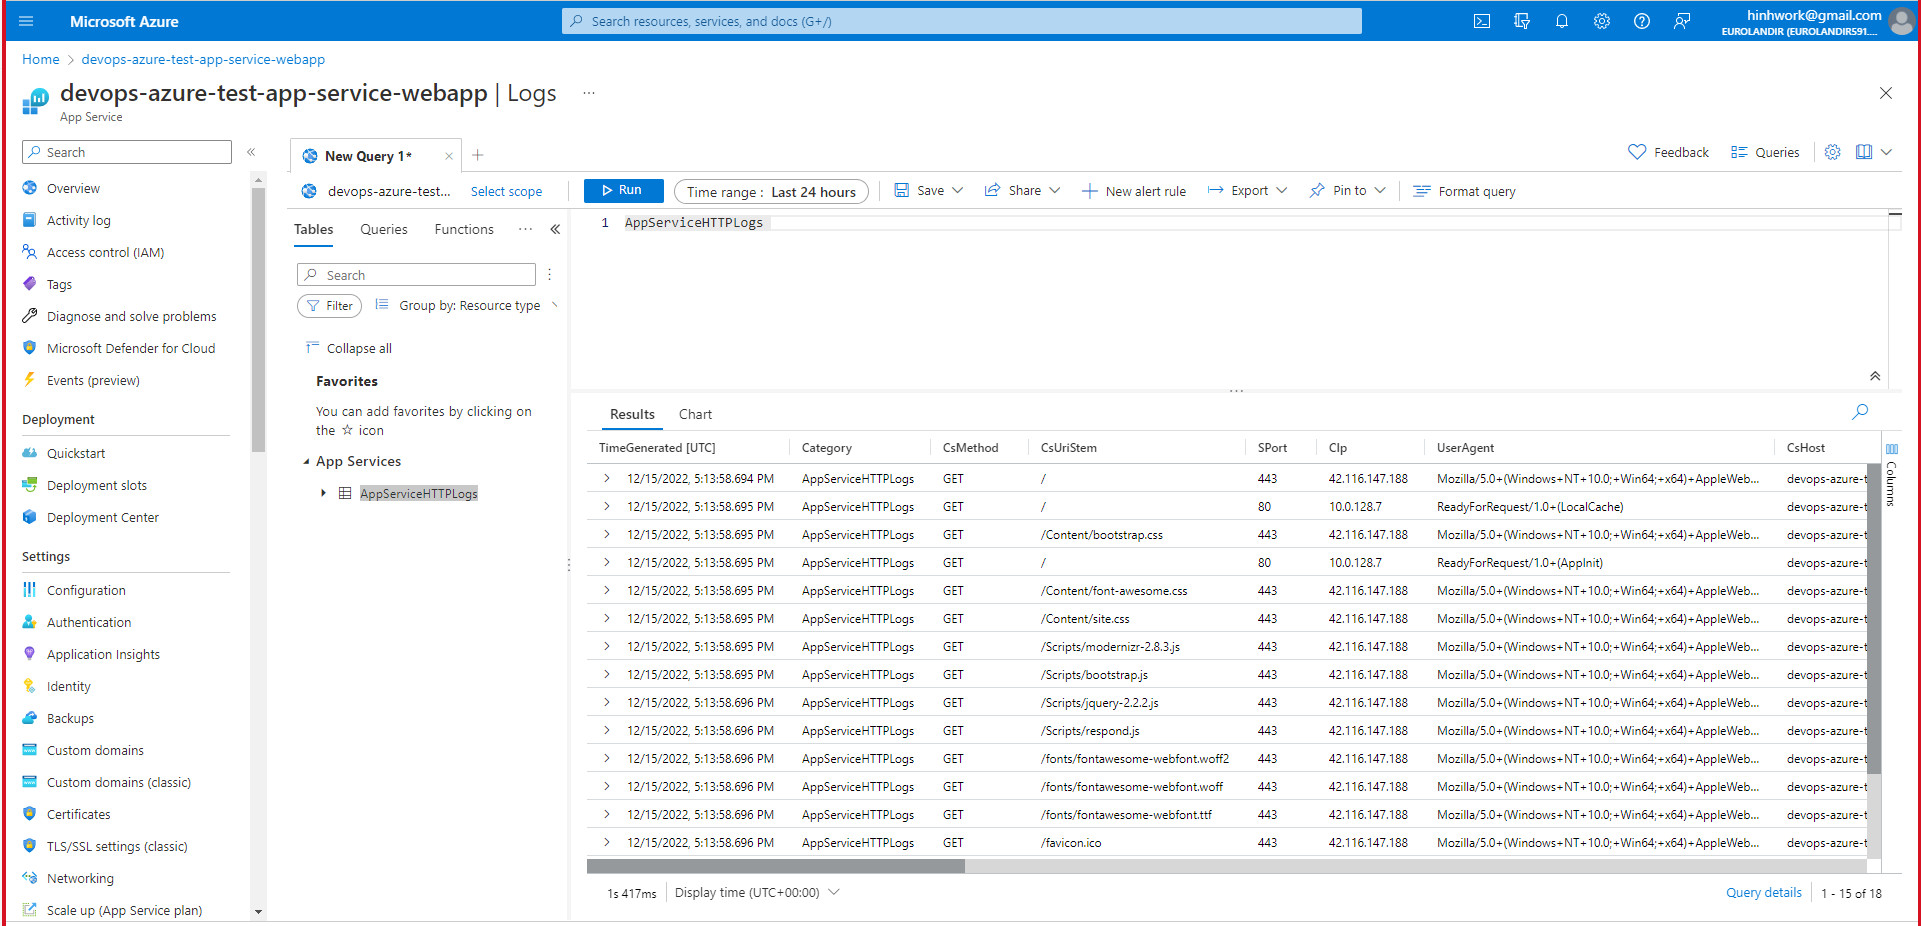 Microsoft Azure
Search resources, services, and docs (G+/)
hinhwork@gmail.com
EUROLANDIR (EUROLANDIR591....
Home > devops-azure-test-app-service-webapp
devops-azure-test-app-service-webapp | Logs ...
App Service
Search «
Overview
Activity log
Access control (IAM)
Tags
Diagnose and solve problems
Microsoft Defender for Cloud
Events (preview)
Deployment
Quickstart
Deployment slots
Deployment Center
Settings
Configuration
Authentication
Application Insights
Identity
Backups
Custom domains
Custom domains (classic)
Certificates
TLS/SSL settings (classic)
Networking
Scale up (App Service plan)
New Query 1*
Feedback Queries
devops-azure-test... Select scope
Run Time range : Last 24 hours Save Share New alert rule Export Pin to Format query
Tables Queries Functions ... «
Search
Filter Group by: Resource type
Collapse all
Favorites
You can add favorites by clicking on
the ☆ icon
App Services
AppServiceHTTPLogs
1 AppServiceHTTPLogs
Results Chart
TimeGenerated [UTC] Category CsMethod CsUriStem SPort CIp UserAgent CsHost
12/15/2022, 5:13:58.694 PM AppServiceHTTPLogs GET / 443 42.116.147.188 Mozilla/5.0+(Windows+NT+10.0;+Win64;+x64)+AppleWeb... devops-azure-t
12/15/2022, 5:13:58.695 PM AppServiceHTTPLogs GET / 80 10.0.128.7 ReadyForRequest/1.0+(LocalCache) devops-azure-t
12/15/2022, 5:13:58.695 PM AppServiceHTTPLogs GET /Content/bootstrap.css 443 42.116.147.188 Mozilla/5.0+(Windows+NT+10.0;+Win64;+x64)+AppleWeb... devops-azure-t
12/15/2022, 5:13:58.695 PM AppServiceHTTPLogs GET / 80 10.0.128.7 ReadyForRequest/1.0+(AppInit) devops-azure-t
12/15/2022, 5:13:58.695 PM AppServiceHTTPLogs GET /Content/font-awesome.css 443 42.116.147.188 Mozilla/5.0+(Windows+NT+10.0;+Win64;+x64)+AppleWeb... devops-azure-t
12/15/2022, 5:13:58.695 PM AppServiceHTTPLogs GET /Content/site.css 443 42.116.147.188 Mozilla/5.0+(Windows+NT+10.0;+Win64;+x64)+AppleWeb... devops-azure-t
12/15/2022, 5:13:58.695 PM AppServiceHTTPLogs GET /Scripts/modernizr-2.8.3.js 443 42.116.147.188 Mozilla/5.0+(Windows+NT+10.0;+Win64;+x64)+AppleWeb... devops-azure-t
12/15/2022, 5:13:58.695 PM AppServiceHTTPLogs GET /Scripts/bootstrap.js 443 42.116.147.188 Mozilla/5.0+(Windows+NT+10.0;+Win64;+x64)+AppleWeb... devops-azure-t
12/15/2022, 5:13:58.696 PM AppServiceHTTPLogs GET /Scripts/jquery-2.2.2.js 443 42.116.147.188 Mozilla/5.0+(Windows+NT+10.0;+Win64;+x64)+AppleWeb... devops-azure-t
12/15/2022, 5:13:58.696 PM AppServiceHTTPLogs GET /Scripts/respond.js 443 42.116.147.188 Mozilla/5.0+(Windows+NT+10.0;+Win64;+x64)+AppleWeb... devops-azure-t
12/15/2022, 5:13:58.696 PM AppServiceHTTPLogs GET /fonts/fontawesome-webfont.woff2 443 42.116.147.188 Mozilla/5.0+(Windows+NT+10.0;+Win64;+x64)+AppleWeb... devops-azure-t
12/15/2022, 5:13:58.696 PM AppServiceHTTPLogs GET /fonts/fontawesome-webfont.woff 443 42.116.147.188 Mozilla/5.0+(Windows+NT+10.0;+Win64;+x64)+AppleWeb... devops-azure-t
12/15/2022, 5:13:58.696 PM AppServiceHTTPLogs GET /fonts/fontawesome-webfont.ttf 443 42.116.147.188 Mozilla/5.0+(Windows+NT+10.0;+Win64;+x64)+AppleWeb... devops-azure-t
12/15/2022, 5:13:58.696 PM AppServiceHTTPLogs GET /favicon.ico 443 42.116.147.188 Mozilla/5.0+(Windows+NT+10.0;+Win64;+x64)+AppleWeb... devops-azure-t
Columns
1s 417ms Display time (UTC+00:00) Query details 1 - 15 of 18